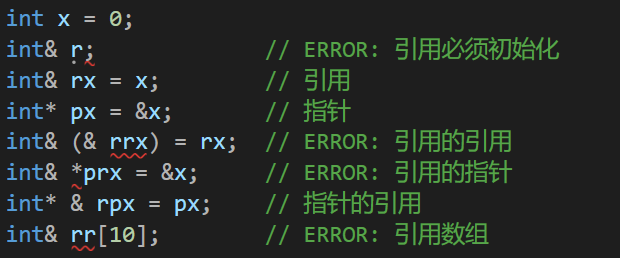 int x = 0;
int& r;              // ERROR: 引用必须初始化
int& rx = x;         // 引用
int* px = &x;        // 指针
int& (& rrx) = rx;   // ERROR: 引用的引用
int& *prx = &x;      // ERROR: 引用的指针
int* & rpx = px;     // 指针的引用
int& rr[10];         // ERROR: 引用数组